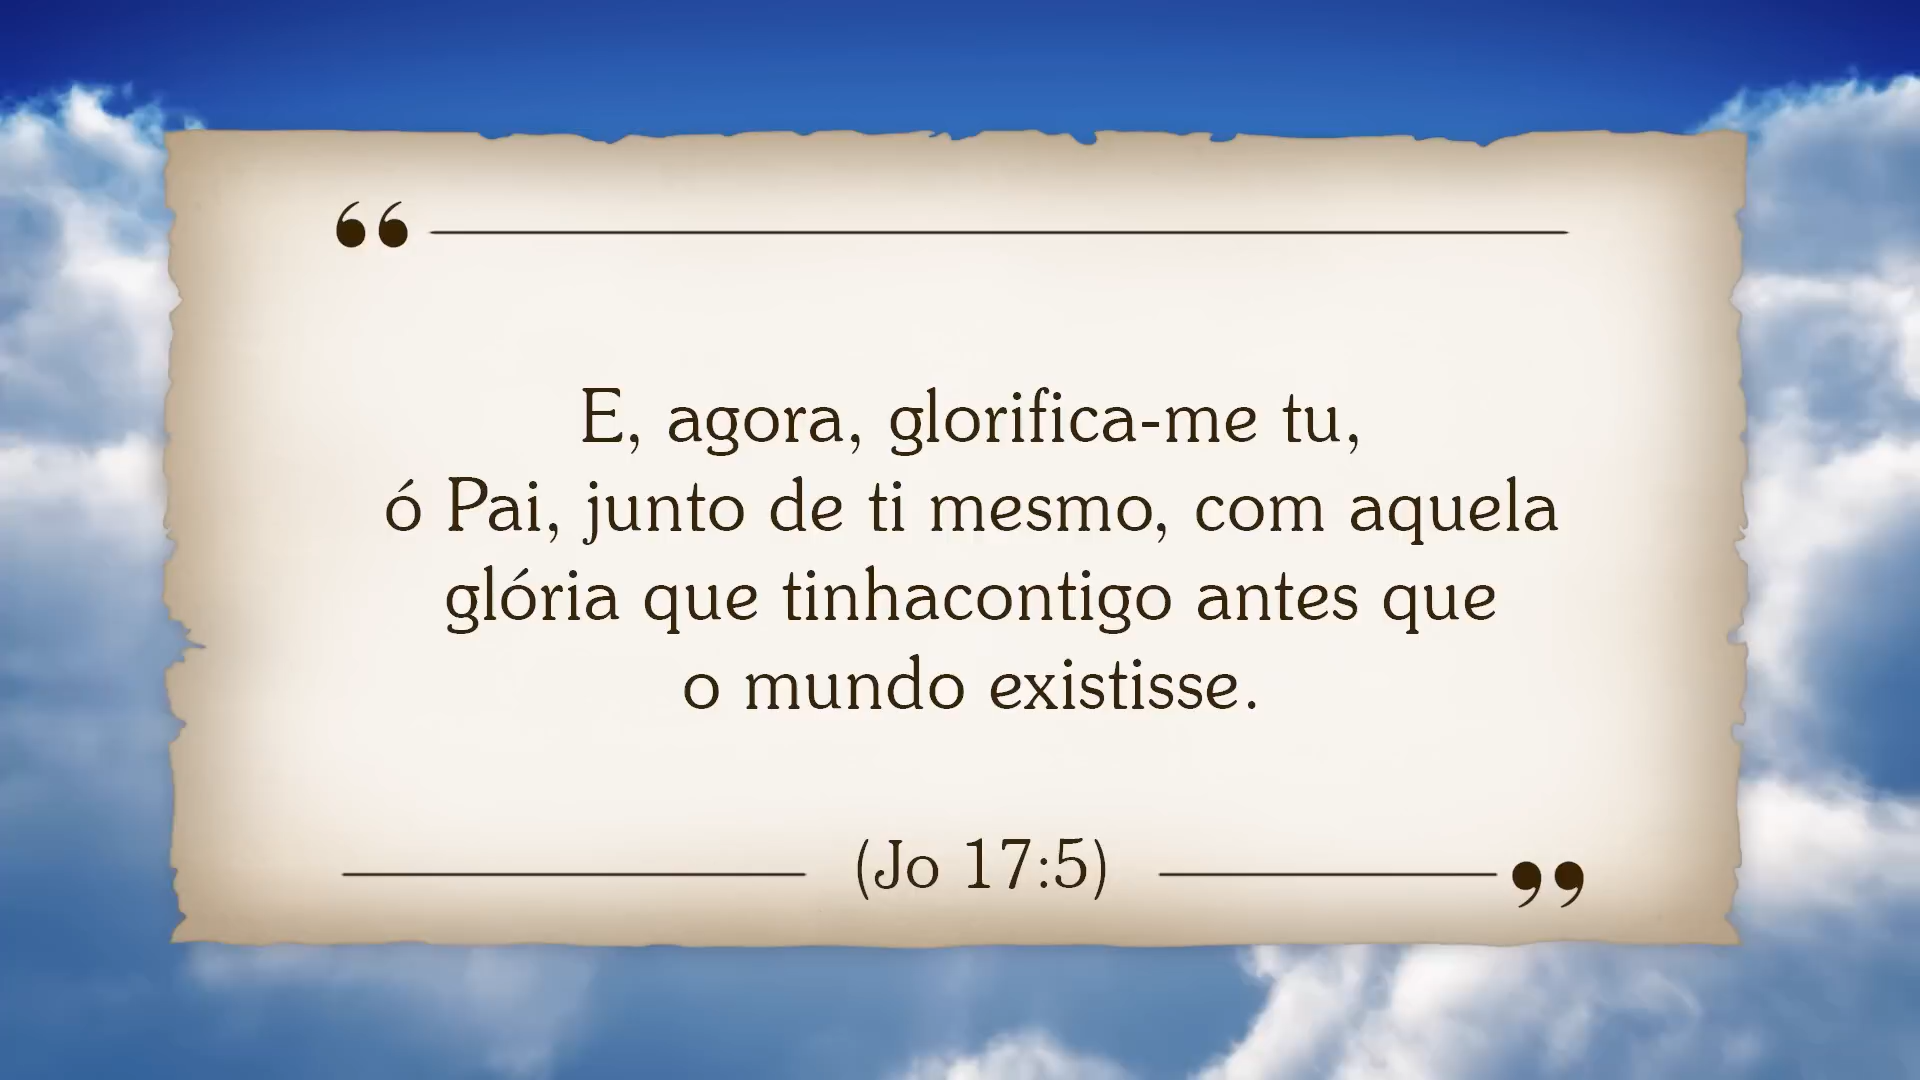 “
E, agora, glorifica-me tu,
ó Pai, junto de ti mesmo, com aquela
glória que tinhacontigo antes que
o mundo existisse.
(Jo 17:5)
”